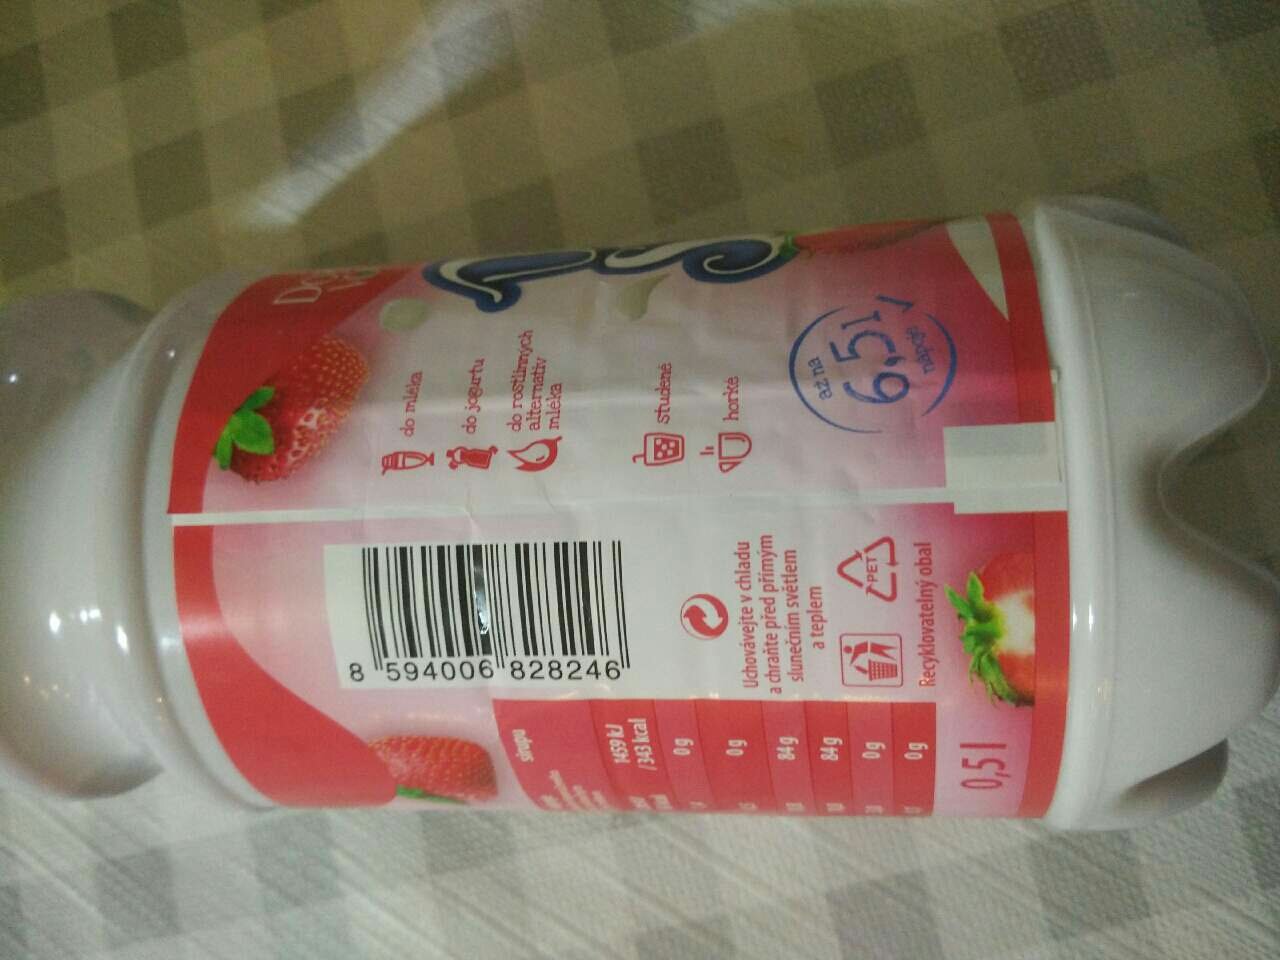 do mléka
do jogurtu
do rostlinných
alternativ
mléka
studené
horké
až na
6,5 l
nápoje
8 594006 828246
Uchovávejte v chladu
a chraňte před přímým
slunečním světlem
a teplem
PET
Recyklovatelný obal
sirupu
1459 kJ
/ 343 kcal
0 g
0 g
84 g
84 g
0 g
0 g
0,5 l